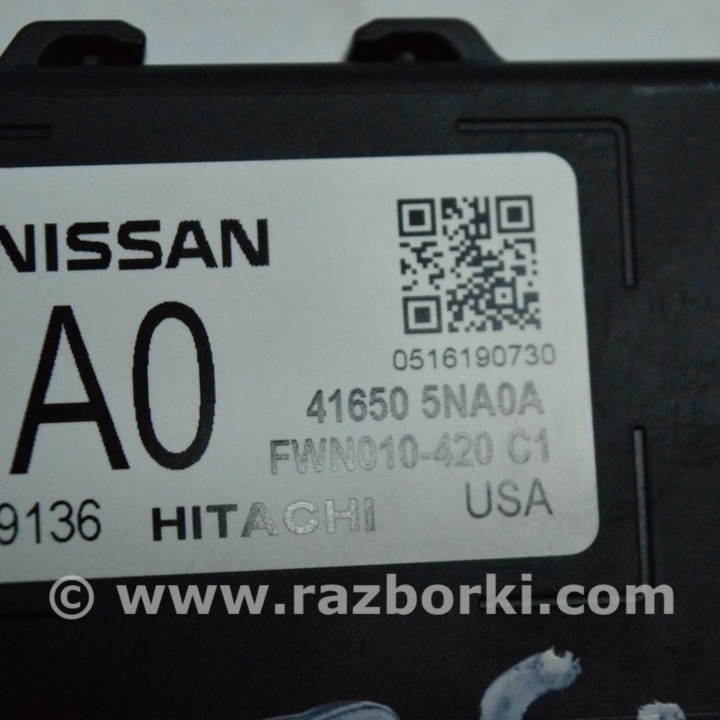 NISSAN
A0
0516190730
41650 5NA0A
FWN010-420 C1
9136 HITACHI USA
© www.razborki.com